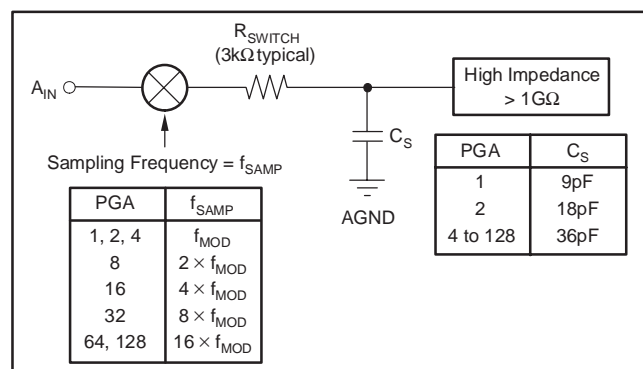 R_SWITCH
(3kΩ typical)
A_IN
High Impedance
> 1GΩ
C_S
AGND
Sampling Frequency = f_SAMP
PGA f_SAMP
1, 2, 4 f_MOD
8 2 × f_MOD
16 4 × f_MOD
32 8 × f_MOD
64, 128 16 × f_MOD
PGA C_S
1 9pF
2 18pF
4 to 128 36pF